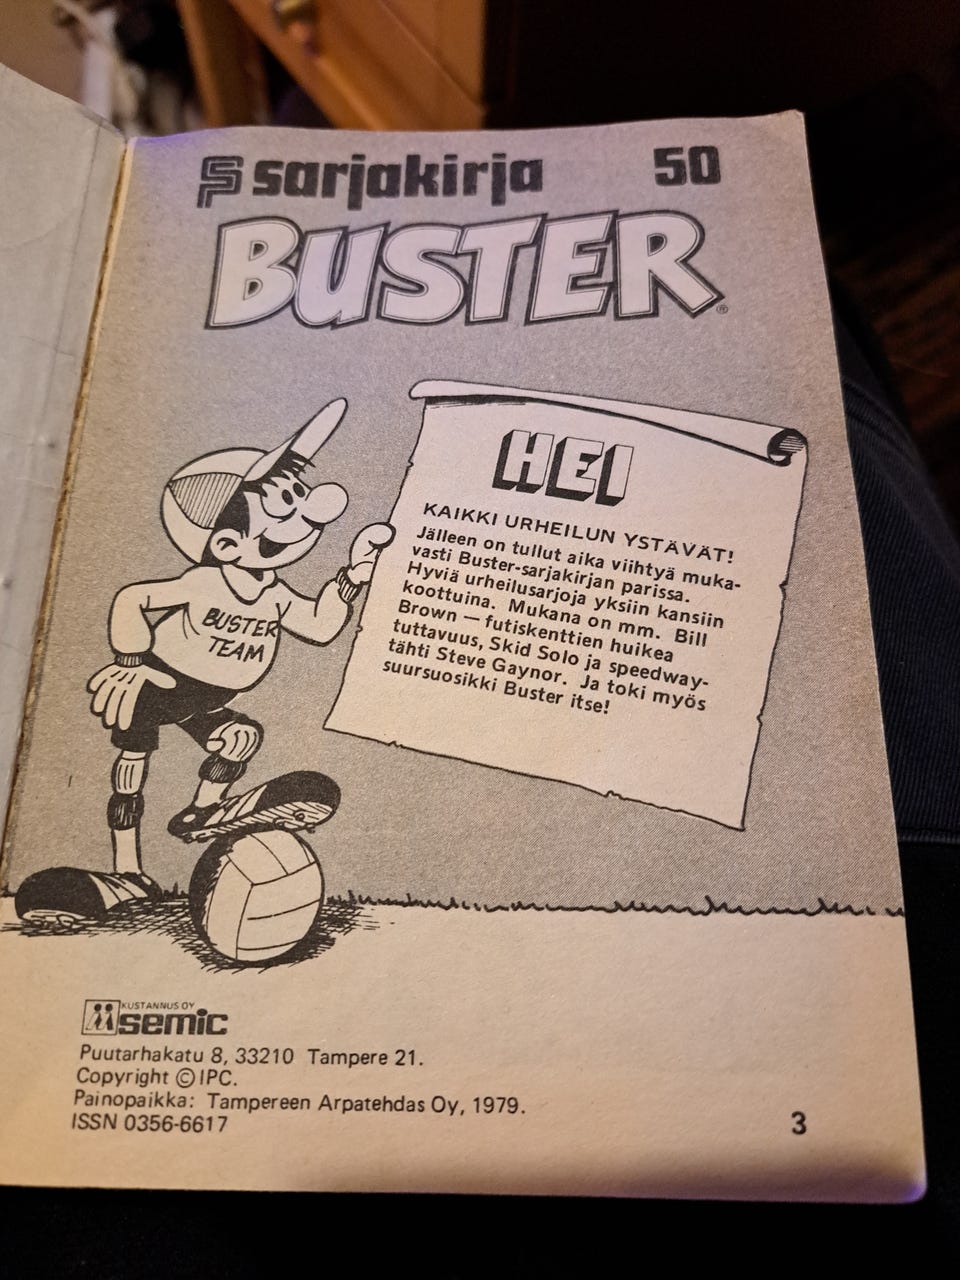 sarjakirja 50
BUSTER®
HEI
KAIKKI URHEILUN YSTÄVÄT!
Jälleen on tullut aika viihtyä muka-
vasti Buster-sarjakirjan parissa.
Hyviä urheilusarjoja yksiin kansiin
koottuina. Mukana on mm. Bill
Brown — futiskenttien huikea
tuttavuus, Skid Solo ja speedway-
tähti Steve Gaynor. Ja toki myös
suursuosikki Buster itse!
BUSTER
TEAM
KUSTANNUS OY
semic
Puutarhakatu 8, 33210 Tampere 21.
Copyright © IPC.
Painopaikka: Tampereen Arpatehdas Oy, 1979.
ISSN 0356-6617
3